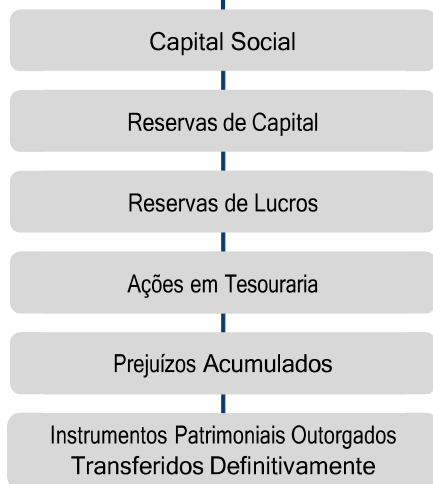 Capital Social
Reservas de Capital
Reservas de Lucros
Ações em Tesouraria
Prejuízos Acumulados
Instrumentos Patrimoniais Outorgados
Transferidos Definitivamente